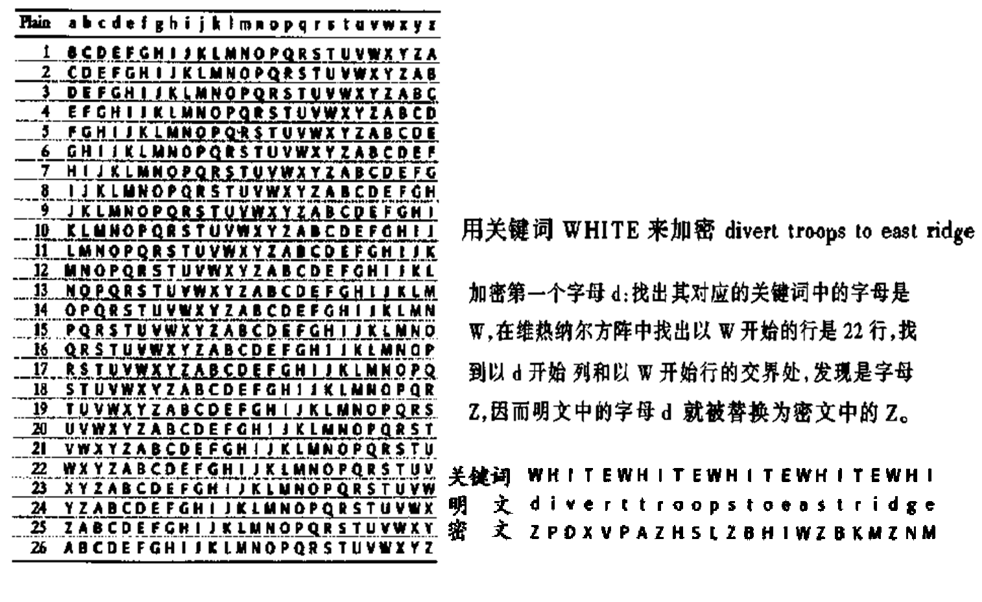 Plain a b c d e f g h i j k l m n o p q r s t u v w x y z
1 B C D E F G H I J K L M N O P Q R S T U V W X Y Z A
2 C D E F G H I J K L M N O P Q R S T U V W X Y Z A B
3 D E F G H I J K L M N O P Q R S T U V W X Y Z A B C
4 E F G H I J K L M N O P Q R S T U V W X Y Z A B C D
5 F G H I J K L M N O P Q R S T U V W X Y Z A B C D E
6 G H I J K L M N O P Q R S T U V W X Y Z A B C D E F
7 H I J K L M N O P Q R S T U V W X Y Z A B C D E F G
8 I J K L M N O P Q R S T U V W X Y Z A B C D E F G H
9 J K L M N O P Q R S T U V W X Y Z A B C D E F G H I
10 K L M N O P Q R S T U V W X Y Z A B C D E F G H I J
11 L M N O P Q R S T U V W X Y Z A B C D E F G H I J K
12 M N O P Q R S T U V W X Y Z A B C D E F G H I J K L
13 N O P Q R S T U V W X Y Z A B C D E F G H I J K L M
14 O P Q R S T U V W X Y Z A B C D E F G H I J K L M N
15 P Q R S T U V W X Y Z A B C D E F G H I J K L M N O
16 Q R S T U V W X Y Z A B C D E F G H I J K L M N O P
17 R S T U V W X Y Z A B C D E F G H I J K L M N O P Q
18 S T U V W X Y Z A B C D E F G H I J K L M N O P Q R
19 T U V W X Y Z A B C D E F G H I J K L M N O P Q R S
20 U V W X Y Z A B C D E F G H I J K L M N O P Q R S T
21 V W X Y Z A B C D E F G H I J K L M N O P Q R S T U
22 W X Y Z A B C D E F G H I J K L M N O P Q R S T U V
23 X Y Z A B C D E F G H I J K L M N O P Q R S T U V W
24 Y Z A B C D E F G H I J K L M N O P Q R S T U V W X
25 Z A B C D E F G H I J K L M N O P Q R S T U V W X Y
26 A B C D E F G H I J K L M N O P Q R S T U V W X Y Z
用关键词 WHITE 来加密 divert troops to east ridge
加密第一个字母 d:找出其对应的关键词中的字母是
W,在维热纳尔方阵中找出以 W 开始的行是 22 行,找
到以 d 开始 列和以 W 开始行的交界处,发现是字母
Z,因而明文中的字母 d 就被替换为密文中的 Z。
关键词 W H I T E W H I T E W H I T E W H I T E W H I
明 文 d i v e r t t r o o p s t o e a s t r i d g e
密 文 Z P D X V P A Z H S L Z B H I W Z B K M Z N M